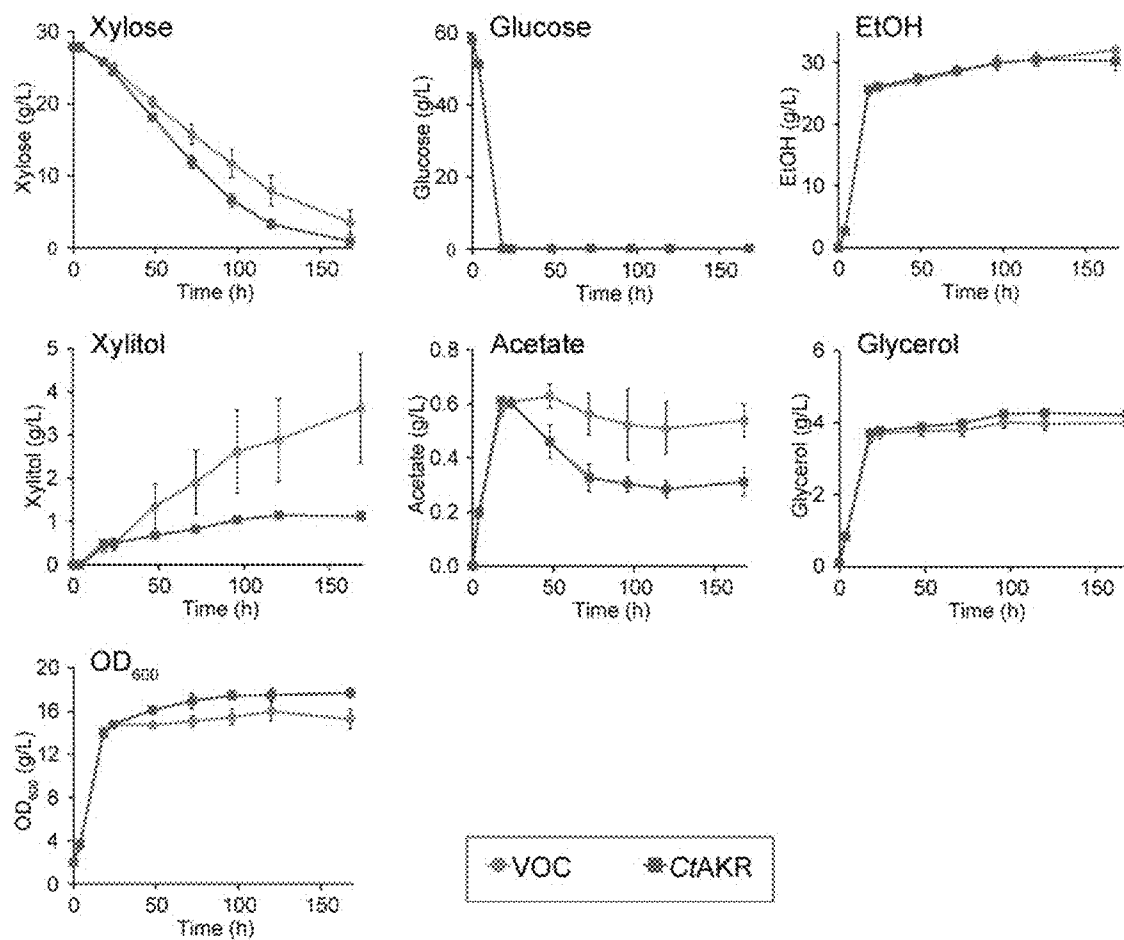 Xylose
30
20
10
0
Xylose (g/L)
0 50 100 150
Time (h)
Glucose
60
40
20
0
Glucose (g/L)
0 50 100 150
Time (h)
EtOH
30
20
10
0
EtOH (g/L)
0 50 100 150
Time (h)
Xylitol
5
4
3
2
1
0
Xylitol (g/L)
0 50 100 150
Time (h)
Acetate
0.8
0.6
0.4
0.2
0.0
Acetate (g/L)
0 50 100 150
Time (h)
Glycerol
6
4
2
0
Glycerol (g/L)
0 50 100 150
Time (h)
OD600
20
16
12
8
4
0
OD600 (g/L)
0 50 100 150
Time (h)
VOC CtAKR